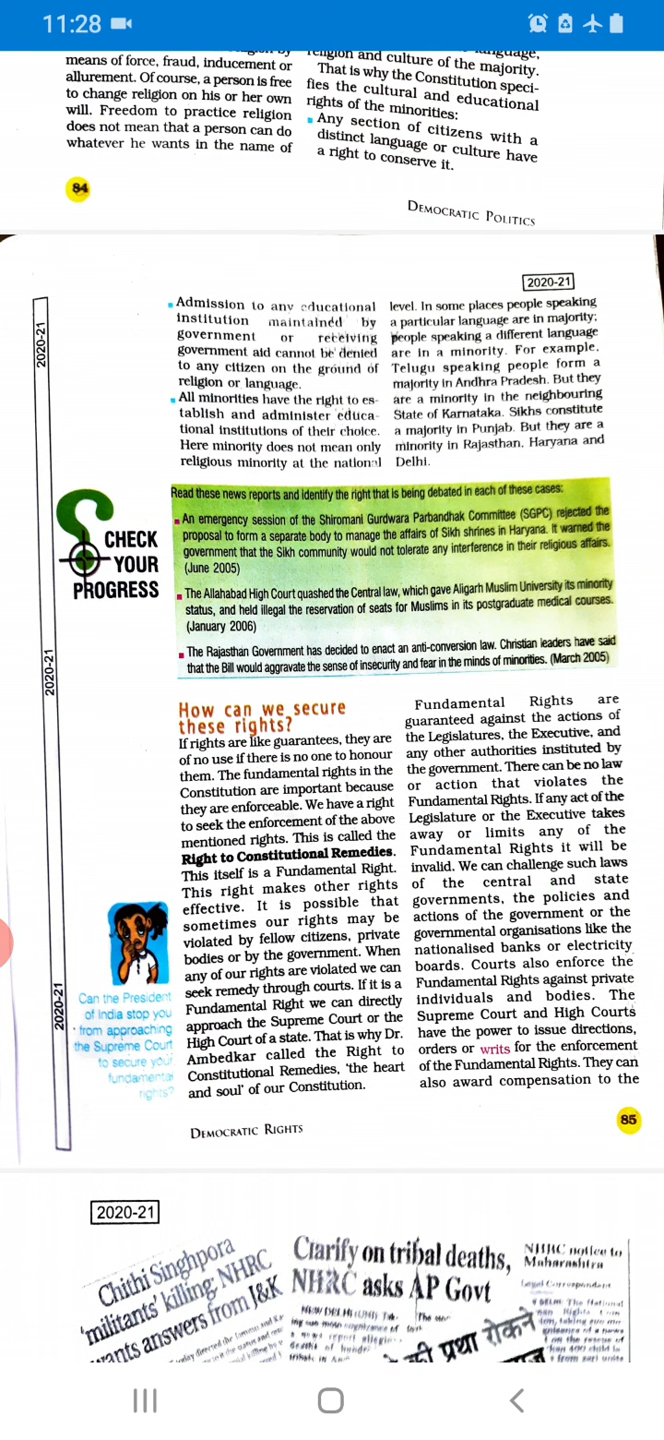 11:28
means of force, fraud, inducement or
allurement. Of course, a person is free
to change religion on his or her own
will. Freedom to practice religion
does not mean that a person can do
whatever he wants in the name of
84
language,
religion and culture of the majority.
That is why the Constitution speci-
fies the cultural and educational
rights of the minorities:
Any section of citizens with a
distinct language or culture have
a right to conserve it.
DEMOCRATIC POLITICS
2020-21
2020-21
2020-21
2020-21
Admission to any educational
institution maintained by
government or receiving
government aid cannot be denied
to any citizen on the ground of
religion or language.
All minorities have the right to es-
tablish and administer educa-
tional institutions of their choice.
Here minority does not mean only
religious minority at the national
level. In some places people speaking
a particular language are in majority;
people speaking a different language
are in a minority. For example,
Telugu speaking people form a
majority in Andhra Pradesh. But they
are a minority in the neighbouring
State of Karnataka. Sikhs constitute
a majority in Punjab. But they are a
minority in Rajasthan, Haryana and
Delhi.
CHECK
YOUR
PROGRESS
Read these news reports and identify the right that is being debated in each of these cases:
An emergency session of the Shiromani Gurdwara Parbandhak Committee (SGPC) rejected the
proposal to form a separate body to manage the affairs of Sikh shrines in Haryana. It warned the
government that the Sikh community would not tolerate any interference in their religious affairs.
(June 2005)
The Allahabad High Court quashed the Central law, which gave Aligarh Muslim University its minority
status, and held illegal the reservation of seats for Muslims in its postgraduate medical courses.
(January 2006)
The Rajasthan Government has decided to enact an anti-conversion law. Christian leaders have said
that the Bill would aggravate the sense of insecurity and fear in the minds of minorities. (March 2005)
How can we secure
these rights?
If rights are like guarantees, they are
of no use if there is no one to honour
them. The fundamental rights in the
Constitution are important because
they are enforceable. We have a right
to seek the enforcement of the above
mentioned rights. This is called the
Right to Constitutional Remedies.
This itself is a Fundamental Right.
This right makes other rights
effective. It is possible that
sometimes our rights may be
violated by fellow citizens, private
bodies or by the government. When
any of our rights are violated we can
seek remedy through courts. If it is a
Fundamental Right we can directly
approach the Supreme Court or the
High Court of a state. That is why Dr.
Ambedkar called the Right to
Constitutional Remedies, 'the heart
and soul' of our Constitution.
Fundamental Rights are
guaranteed against the actions of
the Legislatures, the Executive, and
any other authorities instituted by
the government. There can be no law
or action that violates the
Fundamental Rights. If any act of the
Legislature or the Executive takes
away or limits any of the
Fundamental Rights it will be
invalid. We can challenge such laws
of the central and state
governments, the policies and
actions of the government or the
governmental organisations like the
nationalised banks or electricity
boards. Courts also enforce the
Fundamental Rights against private
individuals and bodies. The
Supreme Court and High Courts
have the power to issue directions,
orders or writs for the enforcement
of the Fundamental Rights. They can
also award compensation to the
Can the President
of India stop you
from approaching
the Supreme Court
to secure your
fundamental
rights?
DEMOCRATIC RIGHTS
85
2020-21
Chithi Singhpora
'militants' killing: NHRC
wants answers from J&K
Clarify on tribal deaths,
NHRC asks AP Govt
NHRC notice to
Maharashtra
Legal Correspondent
की प्रथा रोकने